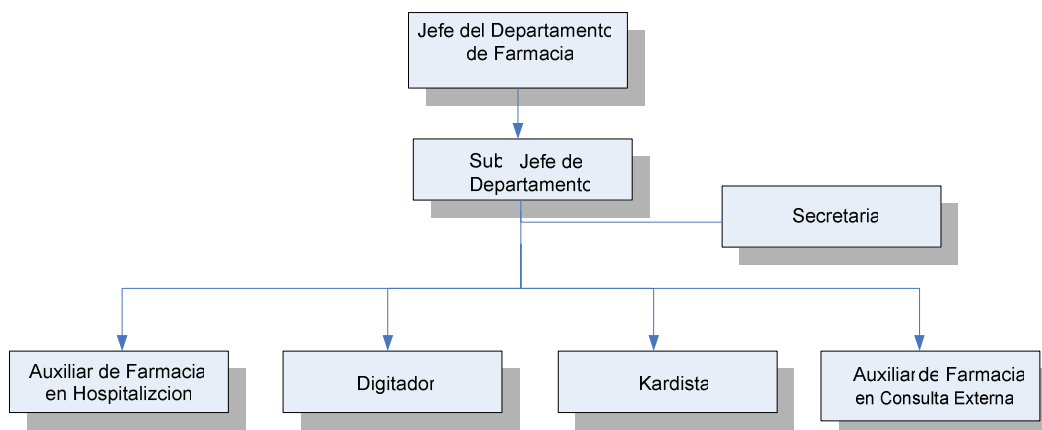 Jefe del Departamento
de Farmacia
Sub Jefe de
Departamento
Secretaria
Auxiliar de Farmacia
en Hospitalizcion
Digitador
Kardista
Auxiliar de Farmacia
en Consulta Externa